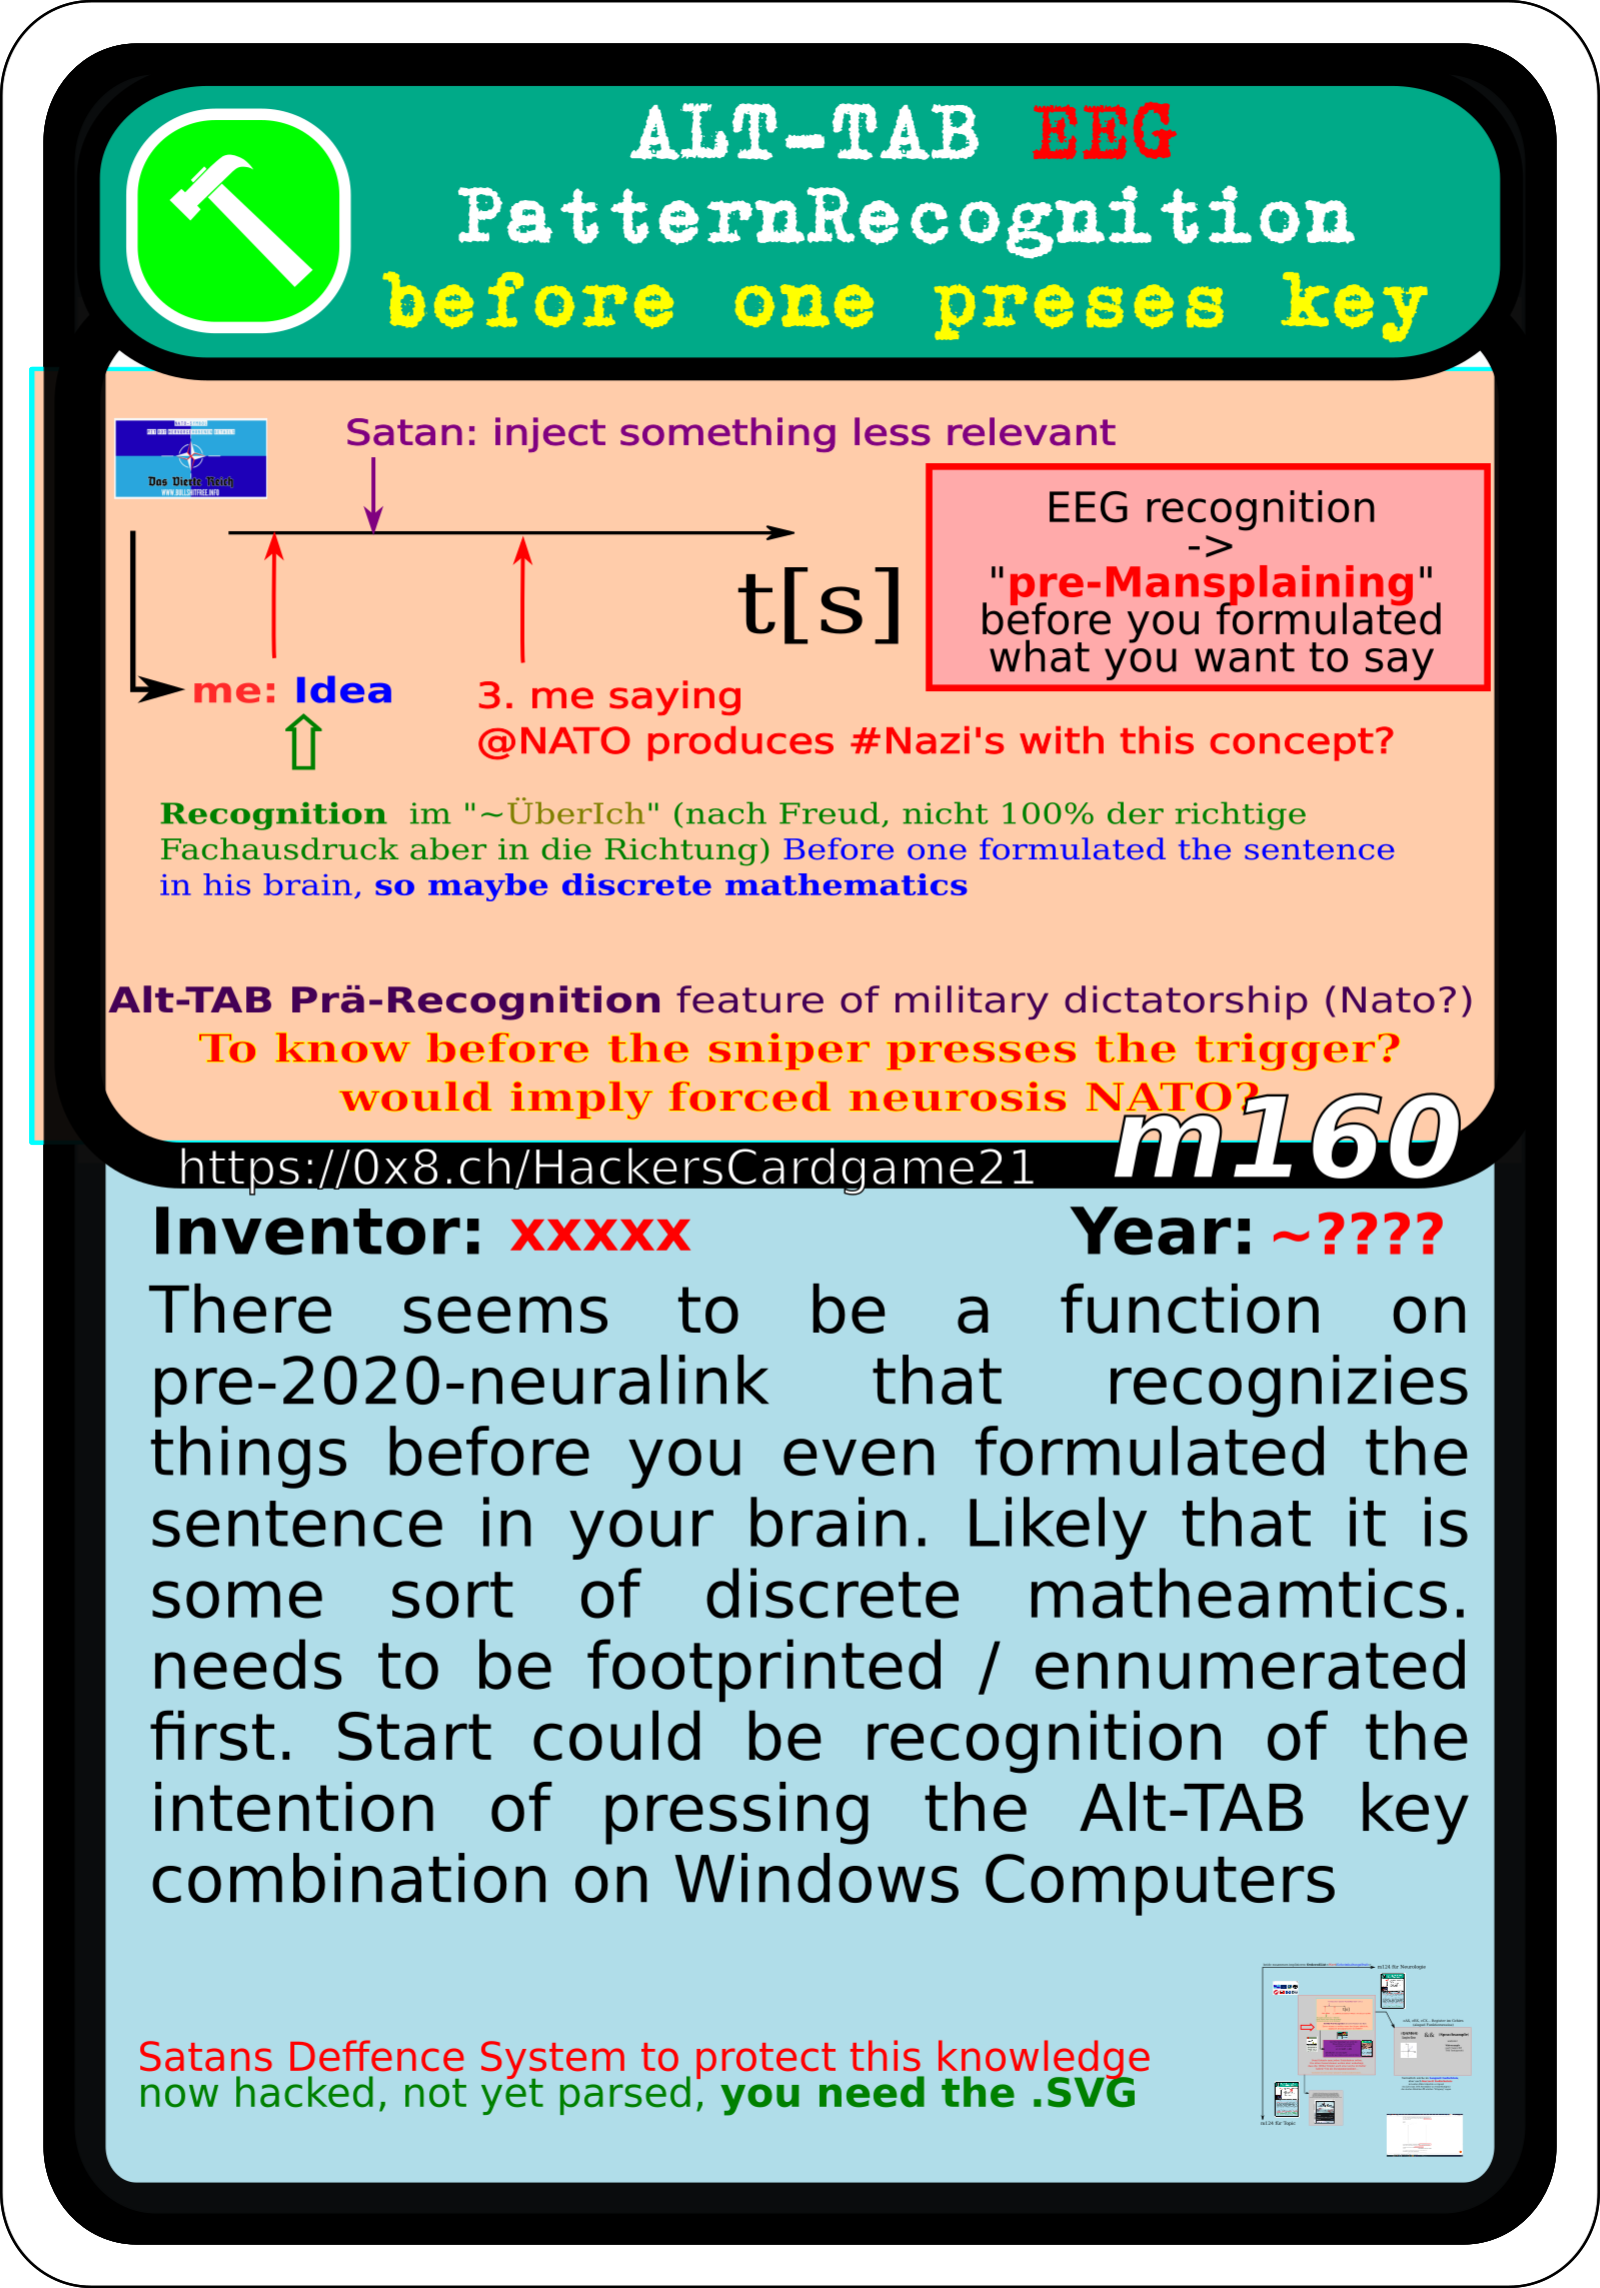 ALT-TAB EEG
PatternRecognition
before one preses key
Das Vierte Reich
Satan: inject something less relevant
EEG recognition
->
"pre-Mansplaining"
before you formulated
what you want to say
t[s]
me: Idea
3. me saying
@NATO produces #Nazi's with this concept?
Recognition im "~ÜberIch" (nach Freud, nicht 100% der richtige
Fachausdruck aber in die Richtung) Before one formulated the sentence
in his brain, so maybe discrete mathematics
Alt-TAB Prä-Recognition feature of military dictatorship (Nato?)
To know before the sniper presses the trigger?
would imply forced neurosis NATO?
m160
https://0x8.ch/HackersCardgame21
Inventor: xxxxx Year: ~????
There seems to be a function on
pre-2020-neuralink that recognizies
things before you even formulated the
sentence in your brain. Likely that it is
some sort of discrete matheamtics.
needs to be footprinted / ennumerated
first. Start could be recognition of the
intention of pressing the Alt-TAB key
combination on Windows Computers
Satans Deffence System to protect this knowledge
now hacked, not yet parsed, you need the .SVG
m124 für Neurologie
m124 für Topic